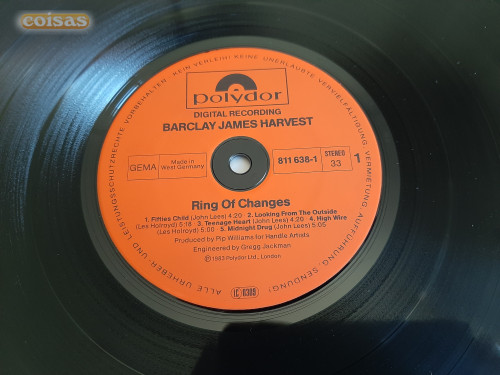 coisas
ALLE URHEBER- UND LEISTUNGSSCHUTZRECHTE VORBEHALTEN. KEIN VERLEIH! KEINE UNERLAUBTE VERVIELFÄLTIGUNG, VERMIETUNG, AUFFÜHRUNG, SENDUNG!
polydor
DIGITAL RECORDING
BARCLAY JAMES HARVEST
GEMA
Made in
West Germany
811 638-1
STEREO
33
1
Ring Of Changes
1. Fifties Child (John Lees) 4:20 · 2. Looking From The Outside
(Les Holroyd) 5:18 · 3. Teenage Heart (John Lees) 4:20 · 4. High Wire
(Les Holroyd) 4:50 · 5. Midnight Drug (John Lees) 5:05
Produced by Pip Williams for Handle Artists
Engineered by Gregg Jackman
℗1983 Polydor Ltd., London
LC 0309